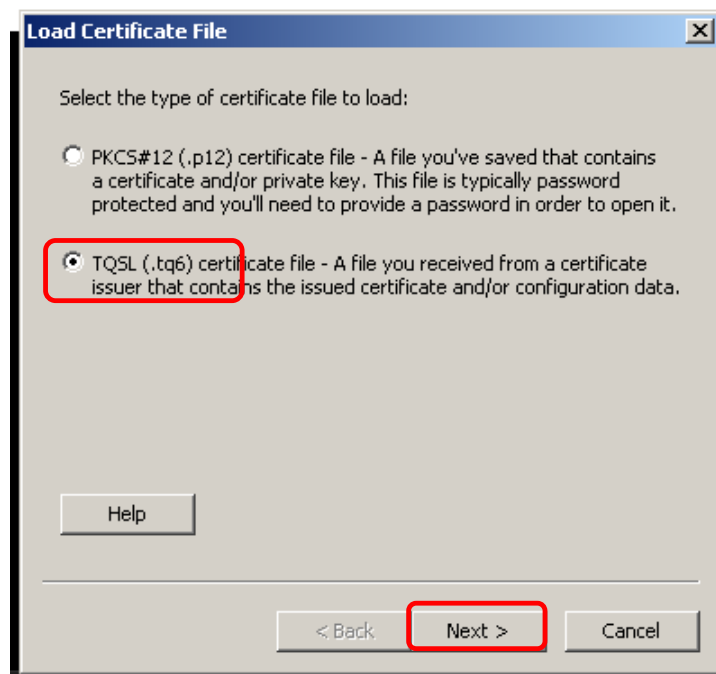 Load Certificate File
Select the type of certificate file to load:
PKCS#12 (.p12) certificate file - A file you've saved that contains
a certificate and/or private key. This file is typically password
protected and you'll need to provide a password in order to open it.
TQSL (.tq6) certificate file - A file you received from a certificate
issuer that contains the issued certificate and/or configuration data.
Help
< Back
Next >
Cancel